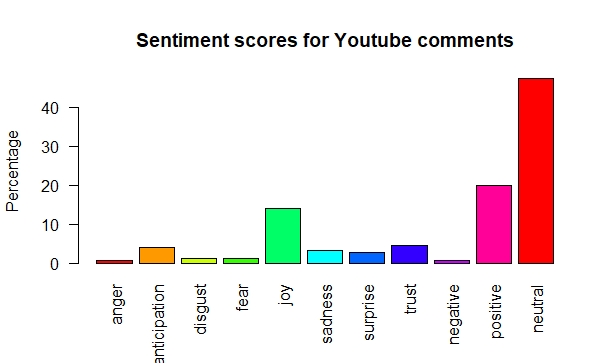 Sentiment scores for Youtube comments
Percentage
40
30
20
10
0
anger
anticipation
disgust
fear
joy
sadness
surprise
trust
negative
positive
neutral